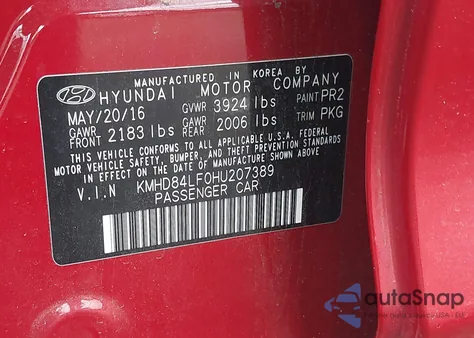 MANUFACTURED IN KOREA BY
HYUNDAI MOTOR COMPANY
MAY/20/16 GVWR 3924 lbs PAINT PR2
GAWR FRONT 2183 lbs GAWR REAR 2006 lbs TRIM PKG
THIS VEHICLE CONFORMS TO ALL APPLICABLE U.S.A. FEDERAL
MOTOR VEHICLE SAFETY, BUMPER, AND THEFT PREVENTION
STANDARDS IN EFFECT ON THE DATE OF MANUFACTURE SHOWN ABOVE.
V.I.N KMHD84LF0HU207389
PASSENGER CAR
autaSnap